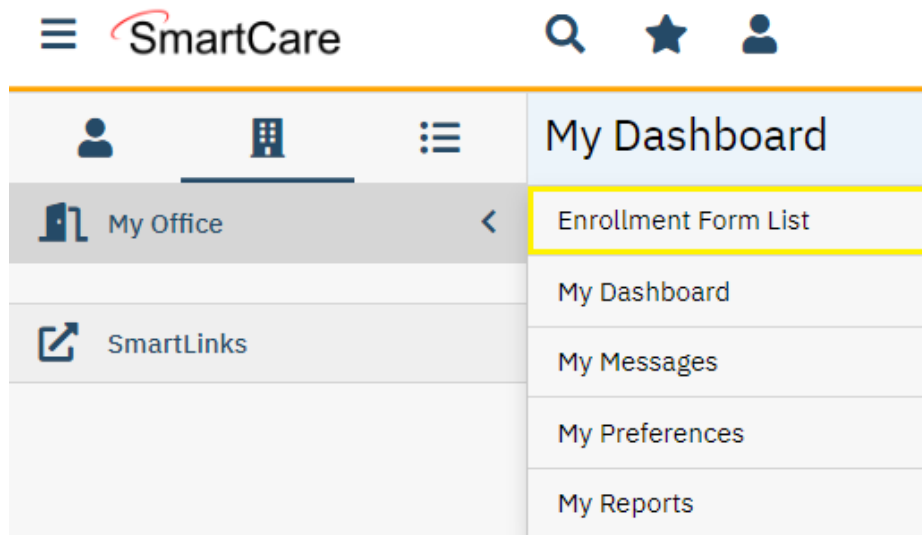 SmartCare
My Dashboard
My Office
Enrollment Form List
My Dashboard
SmartLinks
My Messages
My Preferences
My Reports